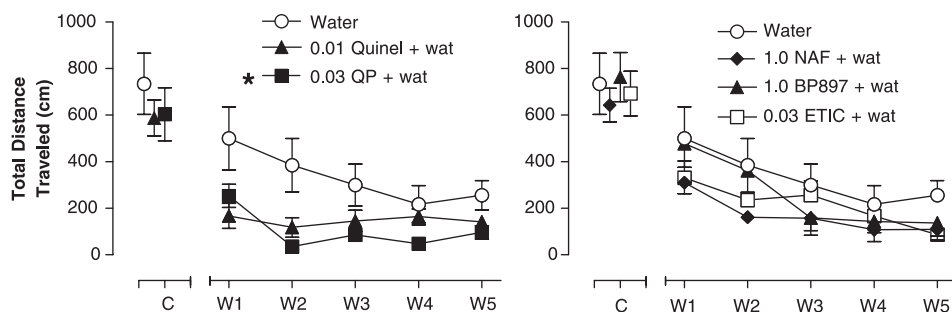 1000
800
600
400
200
0
Total Distance
Traveled (cm)
Water
0.01 Quinel + wat
* 0.03 QP + wat
C W1 W2 W3 W4 W5
1000
800
600
400
200
0
Water
1.0 NAF + wat
1.0 BP897 + wat
0.03 ETIC + wat
C W1 W2 W3 W4 W5